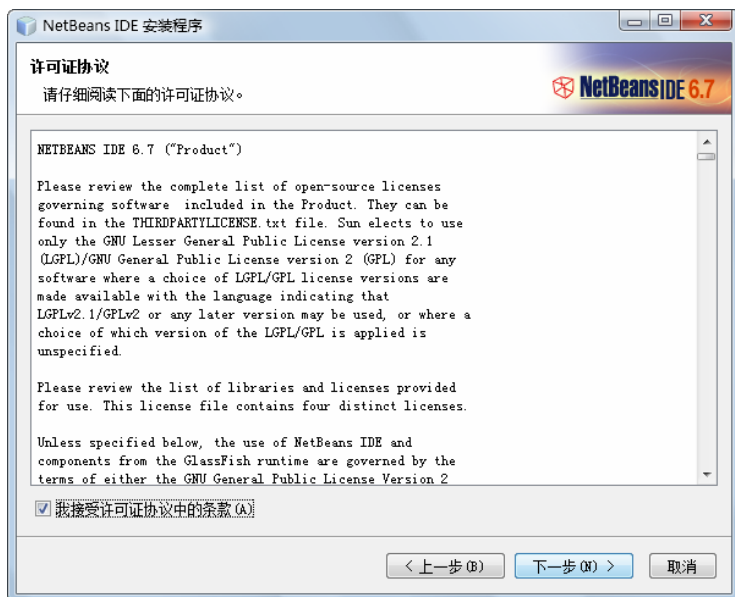 NetBeans IDE 安装程序
许可证协议
请仔细阅读下面的许可证协议。
NetBeans IDE 6.7
NETBEANS IDE 6.7 ("Product")
Please review the complete list of open-source licenses
governing software  included in the Product. They can be
found in the THIRDPARTYLICENSE.txt file. Sun elects to use
only the GNU Lesser General Public License version 2.1
(LGPL)/GNU General Public License version 2 (GPL) for any
software where a choice of LGPL/GPL license versions are
made available with the language indicating that
LGPLv2.1/GPLv2 or any later version may be used, or where a
choice of which version of the LGPL/GPL is applied is
unspecified.
Please review the list of libraries and licenses provided
for use. This license file contains four distinct licenses.
Unless specified below, the use of NetBeans IDE and
components from the GlassFish runtime are governed by the
terms of either the GNU General Public License Version 2
我接受许可证协议中的条款(A)
< 上一步(B) 下一步(N) > 取消